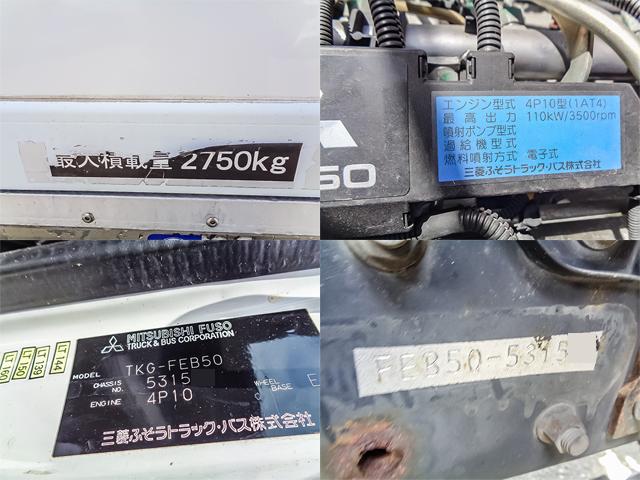 最大積載量 2750kg
エンジン型式 4P10型(1AT4)
最高出力 110kW/3500rpm
噴射ポンプ型式
過給機型式
燃料噴射方式 電子式
三菱ふそうトラック・バス株式会社
50
MITSUBISHI FUSO
TRUCK & BUS CORPORATION
MODEL TKG-FEB50
CHASSIS NO. 5315
WHEEL BASE E
ENGINE 4P10
三菱ふそうトラック・バス株式会社
LT144
LT139
LT150
LT160
FEB50-5315